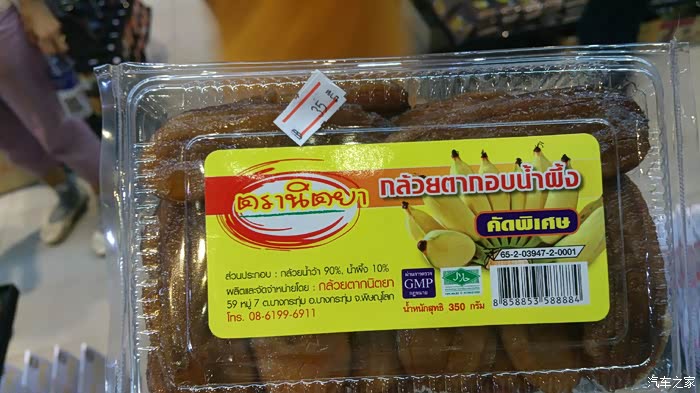 35
ตรานิตยา
กล้วยตากอบน้ำผึ้ง
คัดพิเศษ
65-2-03947-2-0001
ส่วนประกอบ : กล้วยน้ำว้า 90%, น้ำผึ้ง 10%
ผลิตและจัดจำหน่ายโดย : กล้วยตากนิตยา
59 หมู่ 7 ต.บางกระทุ่ม อ.บางกระทุ่ม จ.พิษณุโลก
โทร. 08-6199-6911
GMP
กฎหมาย
น้ำหนักสุทธิ 350 กรัม
8 858853 588884
汽车之家